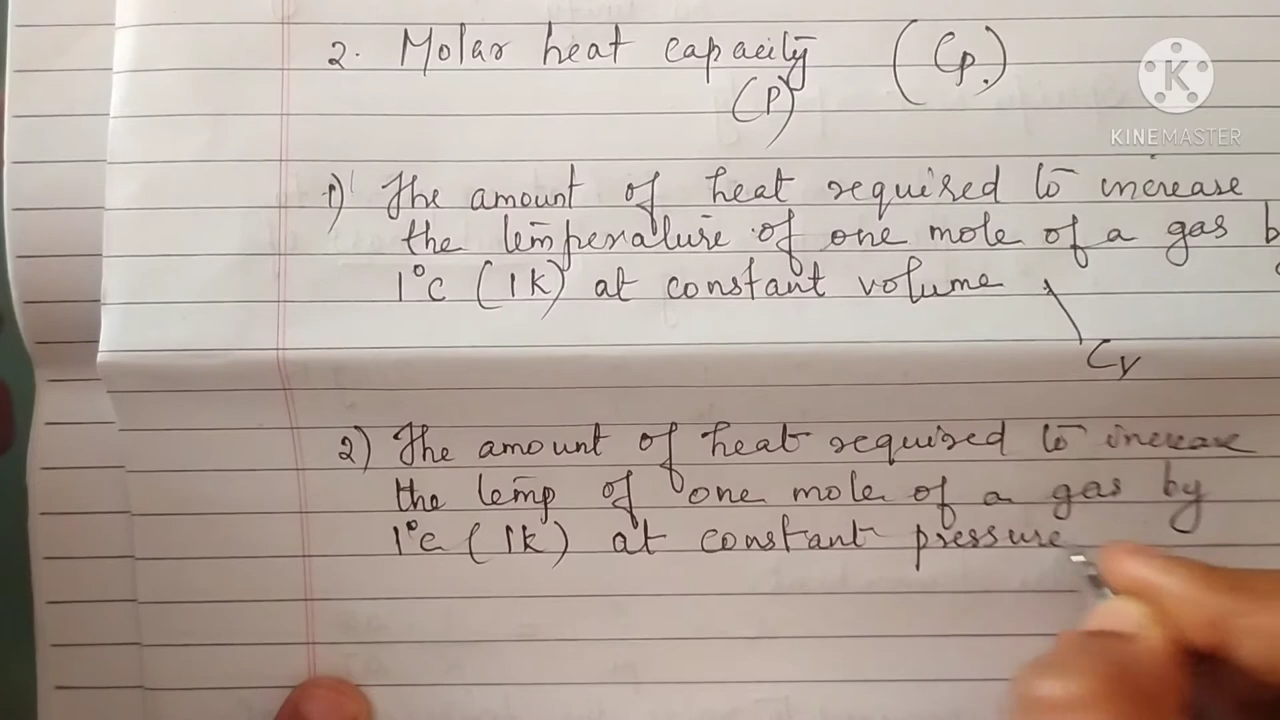 2. Molar heat capacity (Cp.)
(P)
K
KINEMASTER
1) The amount of heat required to increase
the temperature of one mole of a gas b
1°c (1K) at constant volume
Cv
2) The amount of heat required to increase
the temp of one mole of a gas by
1°c (1k) at constant pressure